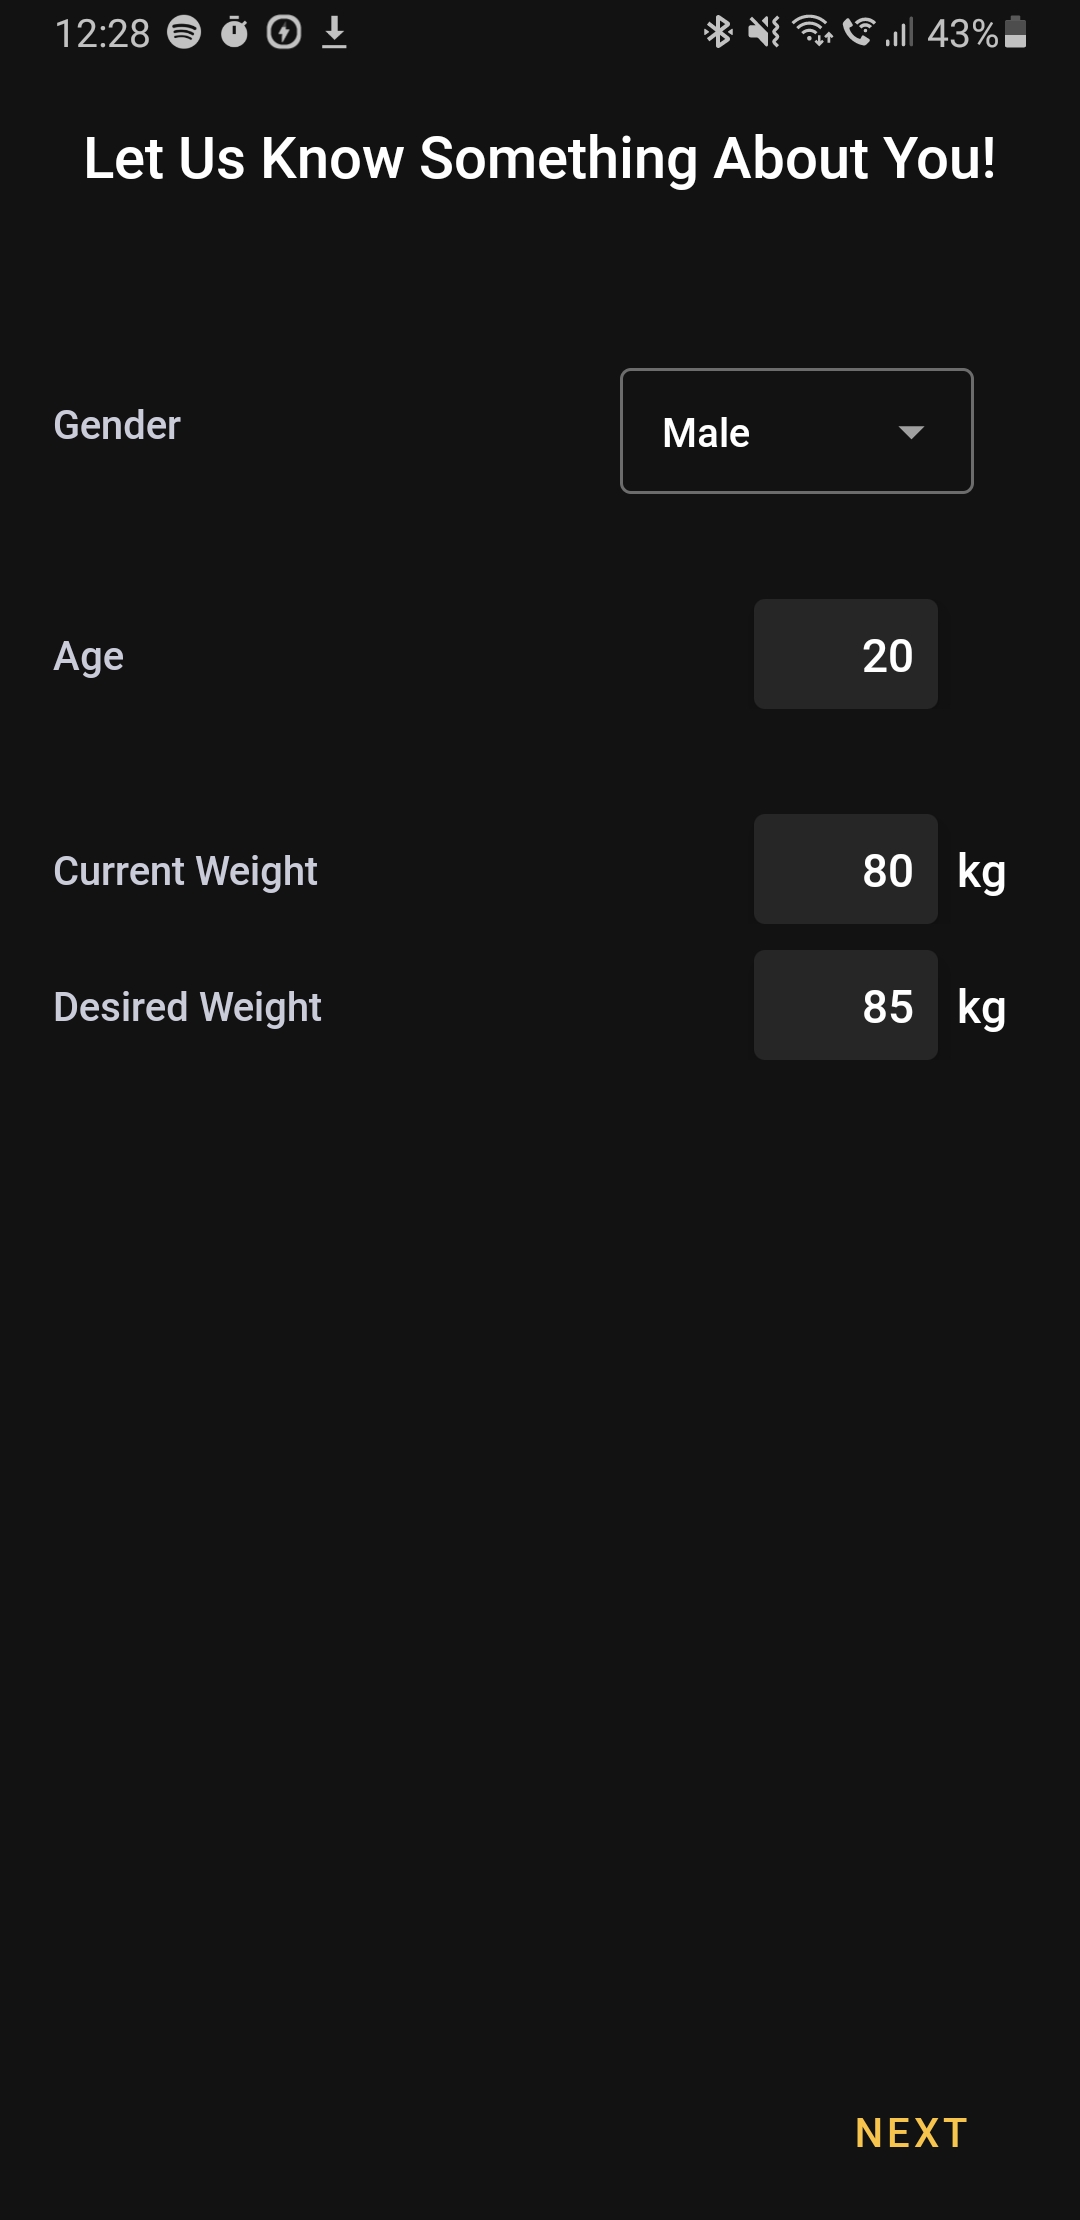 12:28 43%
Let Us Know Something About You!
Gender Male
Age 20
Current Weight 80 kg
Desired Weight 85 kg
NEXT